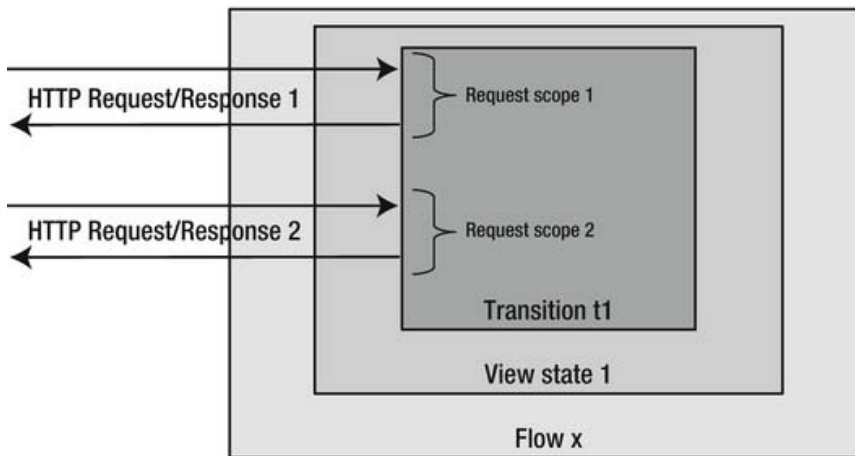 HTTP Request/Response 1
Request scope 1
HTTP Request/Response 2
Request scope 2
Transition t1
View state 1
Flow x